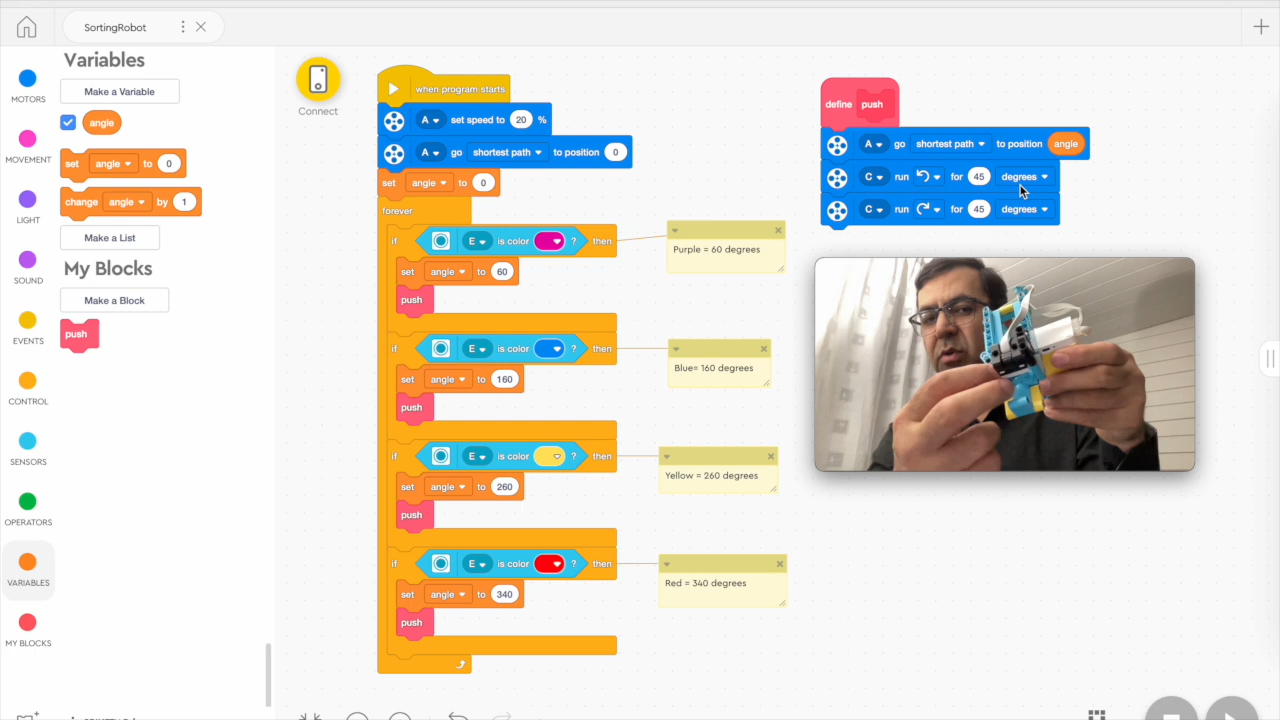 SortingRobot
Variables
Make a Variable
angle
set angle to 0
change angle by 1
Make a List
My Blocks
Make a Block
push
MOTORS
MOVEMENT
LIGHT
SOUND
EVENTS
CONTROL
SENSORS
OPERATORS
VARIABLES
MY BLOCKS
Connect
when program starts
A set speed to 20 %
A go shortest path to position 0
set angle to 0
forever
if E is color ? then
set angle to 60
push
if E is color ? then
set angle to 160
push
if E is color ? then
set angle to 260
push
if E is color ? then
set angle to 340
push
Purple = 60 degrees
Blue= 160 degrees
Yellow = 260 degrees
Red = 340 degrees
define push
A go shortest path to position angle
C run for 45 degrees
C run for 45 degrees